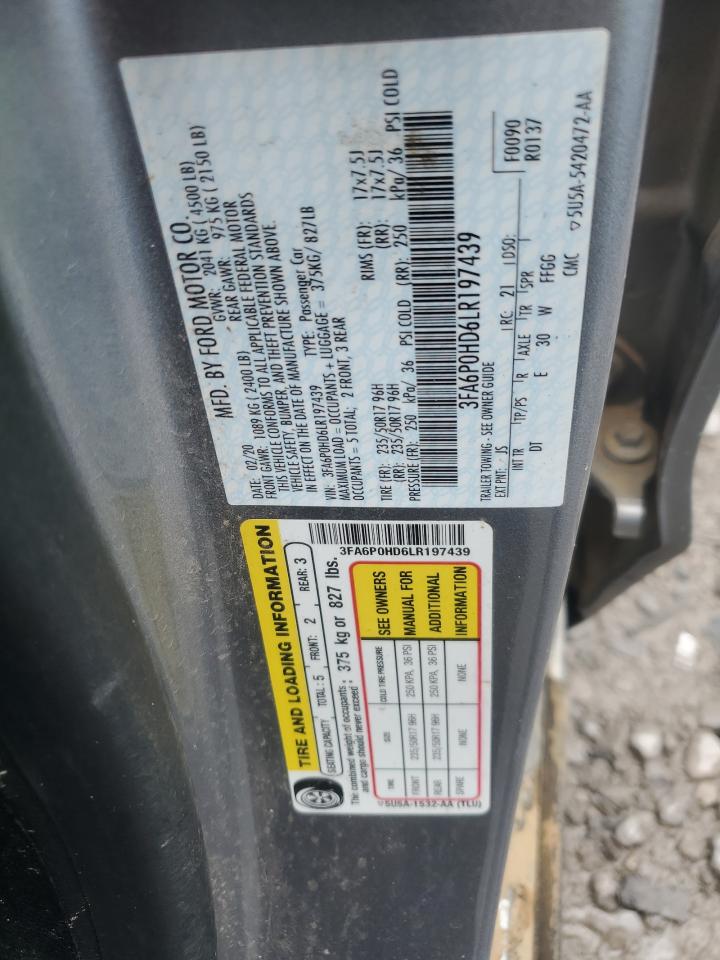 MFD. BY FORD MOTOR CO.
DATE: 02/20 GVWR: 2041 KG ( 4500 LB)
FRONT GAWR: 1089 KG ( 2400 LB) REAR GAWR: 975 KG ( 2150 LB)
THIS VEHICLE CONFORMS TO ALL APPLICABLE FEDERAL MOTOR
VEHICLE SAFETY, BUMPER, AND THEFT PREVENTION STANDARDS
IN EFFECT ON THE DATE OF MANUFACTURE SHOWN ABOVE.
VIN: 3FA6P0HD6LR197439 TYPE: Passenger Car
MAXIMUM LOAD = OCCUPANTS + LUGGAGE = 375KG/ 827LB
OCCUPANTS = 5 TOTAL: 2 FRONT, 3 REAR
TIRE (FR): 235/50R17 96H RIMS (FR): 17x7.5J
(RR): 235/50R17 96H (RR): 17x7.5J
PRESSURE (FR): 250 kPa/ 36 PSI COLD (RR): 250 kPa/ 36 PSI COLD
3FA6P0HD6LR197439
TRAILER TOWING - SEE OWNER GUIDE
F0090
R0137
EXT PNT: JS RC: 21 DSO:
INT TR TP/PS R AXLE TR SPR
DT E 30 W FFGG
CMC ▽5U5A-5420472-AA
3FA6P0HD6LR197439
TIRE AND LOADING INFORMATION
SEATING CAPACITY TOTAL: 5 FRONT: 2 REAR: 3
The combined weight of occupants
and cargo should never exceed : 375 kg or 827 lbs.
TIRE SIZE COLD TIRE PRESSURE SEE OWNERS
FRONT 235/50R17 96H 250 KPA, 36 PSI MANUAL FOR
REAR 235/50R17 96H 250 KPA, 36 PSI ADDITIONAL
SPARE NONE NONE INFORMATION
▽5U5A-1532-AA (TLU)